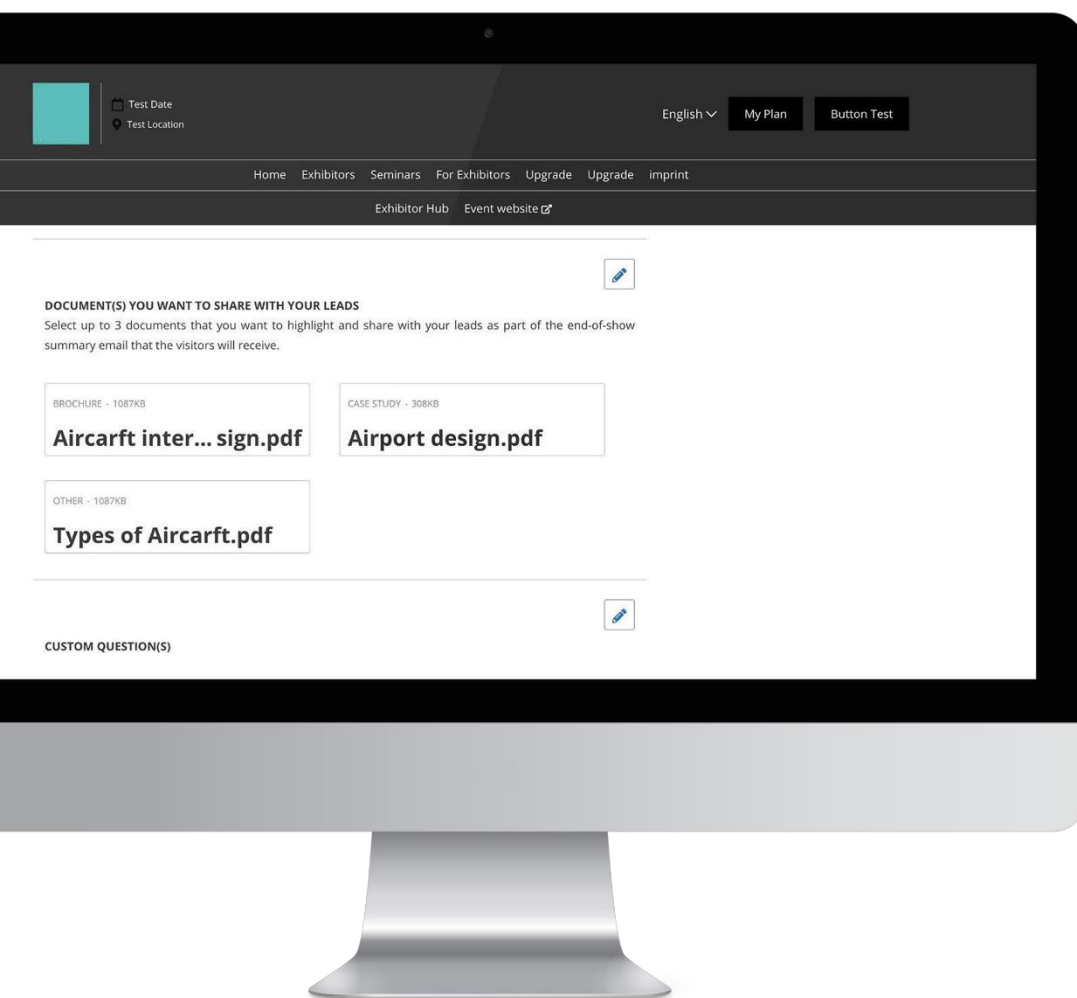 Test Date
Test Location
English
My Plan
Button Test
Home Exhibitors Seminars For Exhibitors Upgrade Upgrade imprint
Exhibitor Hub Event website
DOCUMENT(S) YOU WANT TO SHARE WITH YOUR LEADS
Select up to 3 documents that you want to highlight and share with your leads as part of the end-of-show
summary email that the visitors will receive.
BROCHURE - 1087KB
Aircarft inter... sign.pdf
CASE STUDY - 308KB
Airport design.pdf
OTHER - 1087KB
Types of Aircarft.pdf
CUSTOM QUESTION(S)